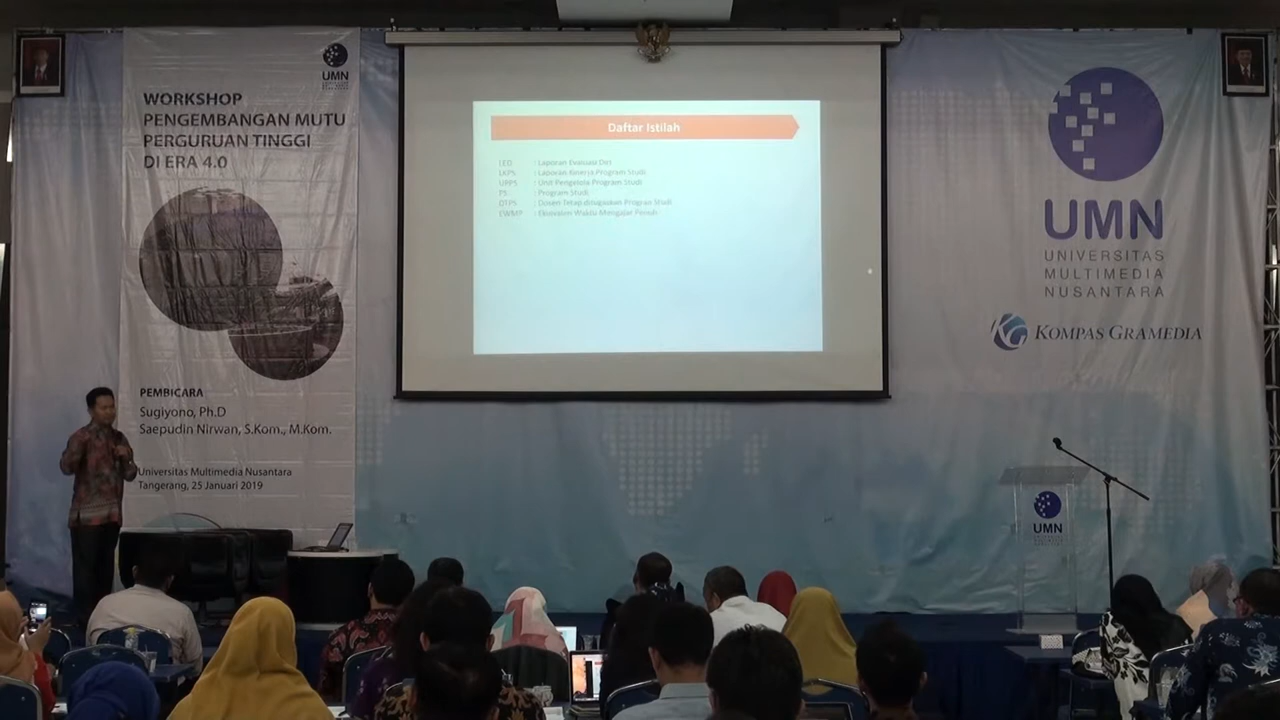 UMN
WORKSHOP
PENGEMBANGAN MUTU
PERGURUAN TINGGI
DI ERA 4.0
PEMBICARA
Sugiyono, Ph.D
Saepudin Nirwan, S.Kom., M.Kom.
Universitas Multimedia Nusantara
Tangerang, 25 Januari 2019
Daftar Istilah
LED : Laporan Evaluasi Diri
LKPS : Laporan Kinerja Program Studi
UPPS : Unit Pengelola Program Studi
PS : Program Studi
DTPS : Dosen Tetap ditugaskan Program Studi
EWMP : Ekuivalen Waktu Mengajar Penuh
UMN
UNIVERSITAS
MULTIMEDIA
NUSANTARA
KOMPAS GRAMEDIA
UMN